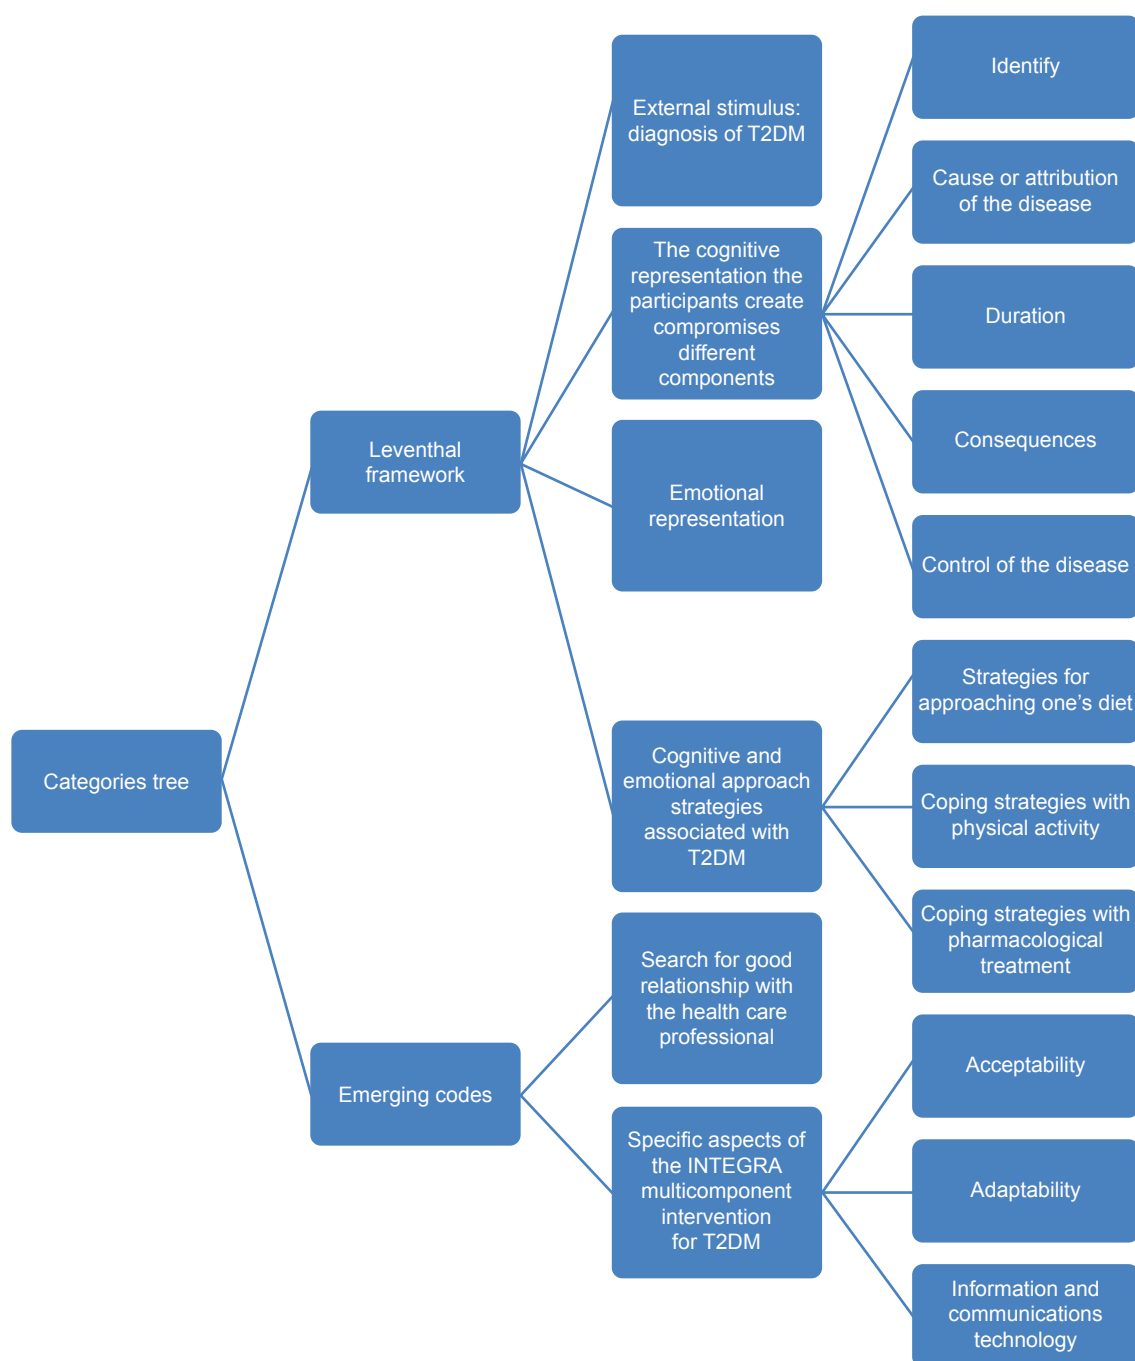 Categories tree
Leventhal
framework
Emerging codes
External stimulus:
diagnosis of T2DM
The cognitive
representation the
participants create
compromises
different
components
Emotional
representation
Cognitive and
emotional approach
strategies
associated with
T2DM
Search for good
relationship with
the health care
professional
Specific aspects of
the INTEGRA
multicomponent
intervention
for T2DM
Identify
Cause or attribution
of the disease
Duration
Consequences
Control of the disease
Strategies for
approaching one’s diet
Coping strategies with
physical activity
Coping strategies with
pharmacological
treatment
Acceptability
Adaptability
Information and
communications
technology